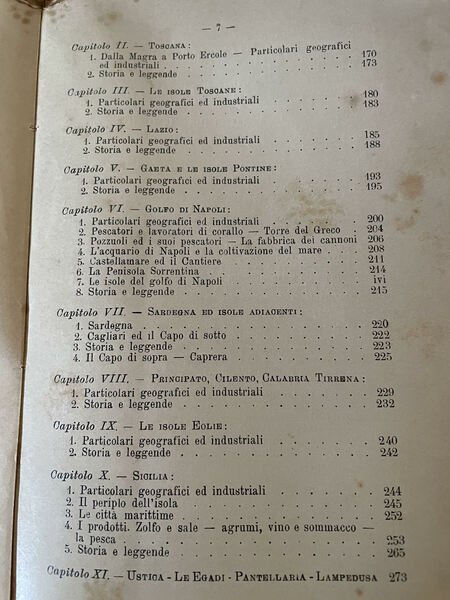 — 7 —
Capitolo II. — Toscana:
1. Dalla Magra a Porto Ercole — Particolari geografici
ed industriali . . . . . . . . . . 170
2. Storia e leggende . . . . . . . . . . 173
Capitolo III. — Le isole Toscane:
1. Particolari geografici ed industriali . . . . . . 180
2. Storia e leggende . . . . . . . . . . 183
Capitolo IV. — Lazio:
1. Particolari geografici ed industriali . . . . . . 185
2. Storia e leggende . . . . . . . . . . 188
Capitolo V. — Gaeta e le isole Pontine:
1. Particolari geografici ed industriali . . . . . . 193
2. Storia e leggende . . . . . . . . . . 195
Capitolo VI. — Golfo di Napoli:
1. Particolari geografici ed industriali . . . . . . 200
2. Pescatori e lavoratori di corallo — Torre del Greco . 204
3. Pozzuoli ed i suoi pescatori — La fabbrica dei cannoni 206
4. L'acquario di Napoli e la coltivazione del mare . . 208
5. Castellamare ed il Cantiere . . . . . . . . 211
6. La Penisola Sorrentina . . . . . . . . . 214
7. Le isole del golfo di Napoli . . . . . . . . ivi
8. Storia e leggende . . . . . . . . . . 215
Capitolo VII. — Sardegna ed isole adiacenti:
1. Sardegna . . . . . . . . . . . . 220
2. Cagliari ed il Capo di sotto . . . . . . . . 222
3. Storia e leggende . . . . . . . . . . 223
4. Il Capo di sopra — Caprera . . . . . . . . 225
Capitolo VIII. — Principato, Cilento, Calabria Tirrena:
1. Particolari geografici ed industriali . . . . . . 229
2. Storia e leggende . . . . . . . . . . 232
Capitolo IX. — Le isole Eolie:
1. Particolari geografici ed industriali . . . . . . 240
2. Storia e leggende . . . . . . . . . . 242
Capitolo X. — Sicilia:
1. Particolari geografici ed industriali . . . . . . 244
2. Il periplo dell'isola . . . . . . . . . . 245
3. Le città marittime . . . . . . . . . . 252
4. I prodotti. Zolfo e sale — agrumi, vino e sommacco —
la pesca . . . . . . . . . . . . 253
5. Storia e leggende . . . . . . . . . . 265
Capitolo XI. — Ustica - Le Egadi - Pantellaria - Lampedusa 273